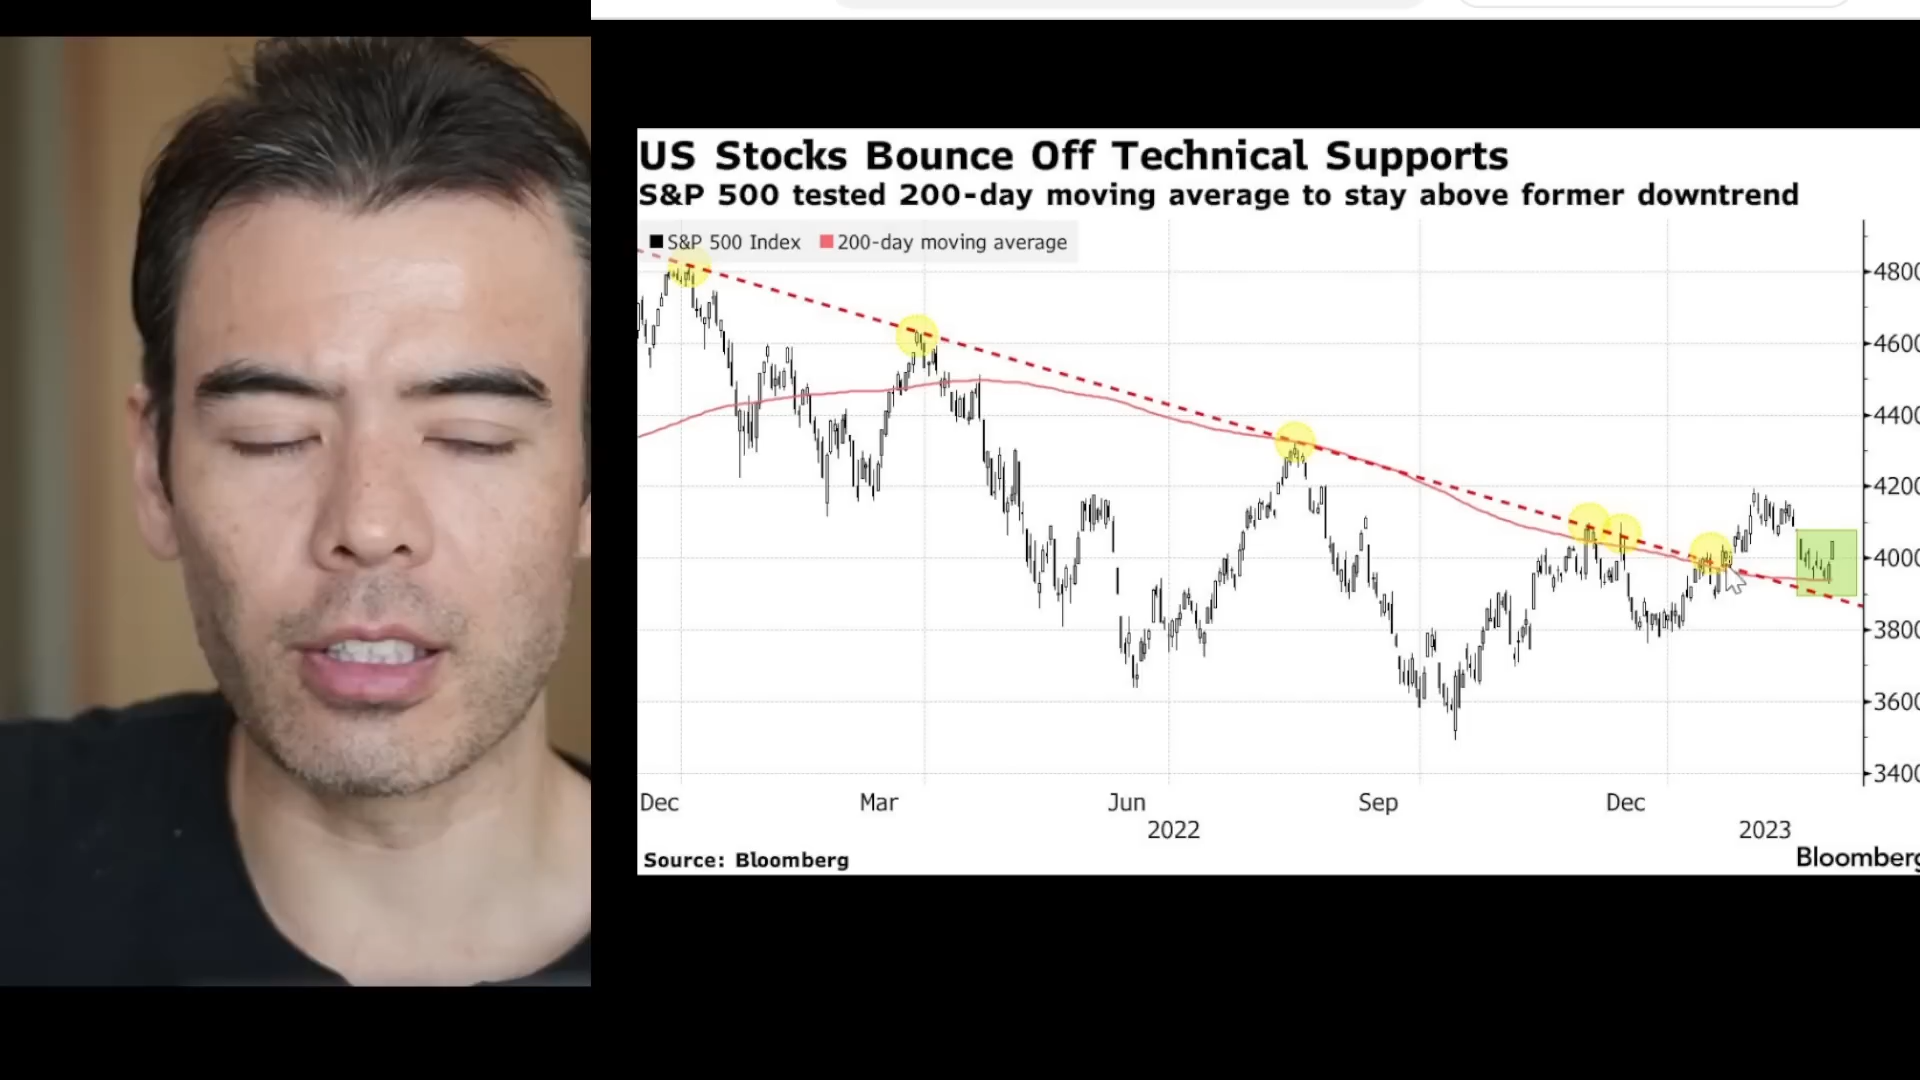 US Stocks Bounce Off Technical Supports
S&P 500 tested 200-day moving average to stay above former downtrend
S&P 500 Index 200-day moving average
4800
4600
4400
4200
4000
3800
3600
3400
Dec Mar Jun Sep Dec
2022 2023
Source: Bloomberg
Bloomberg